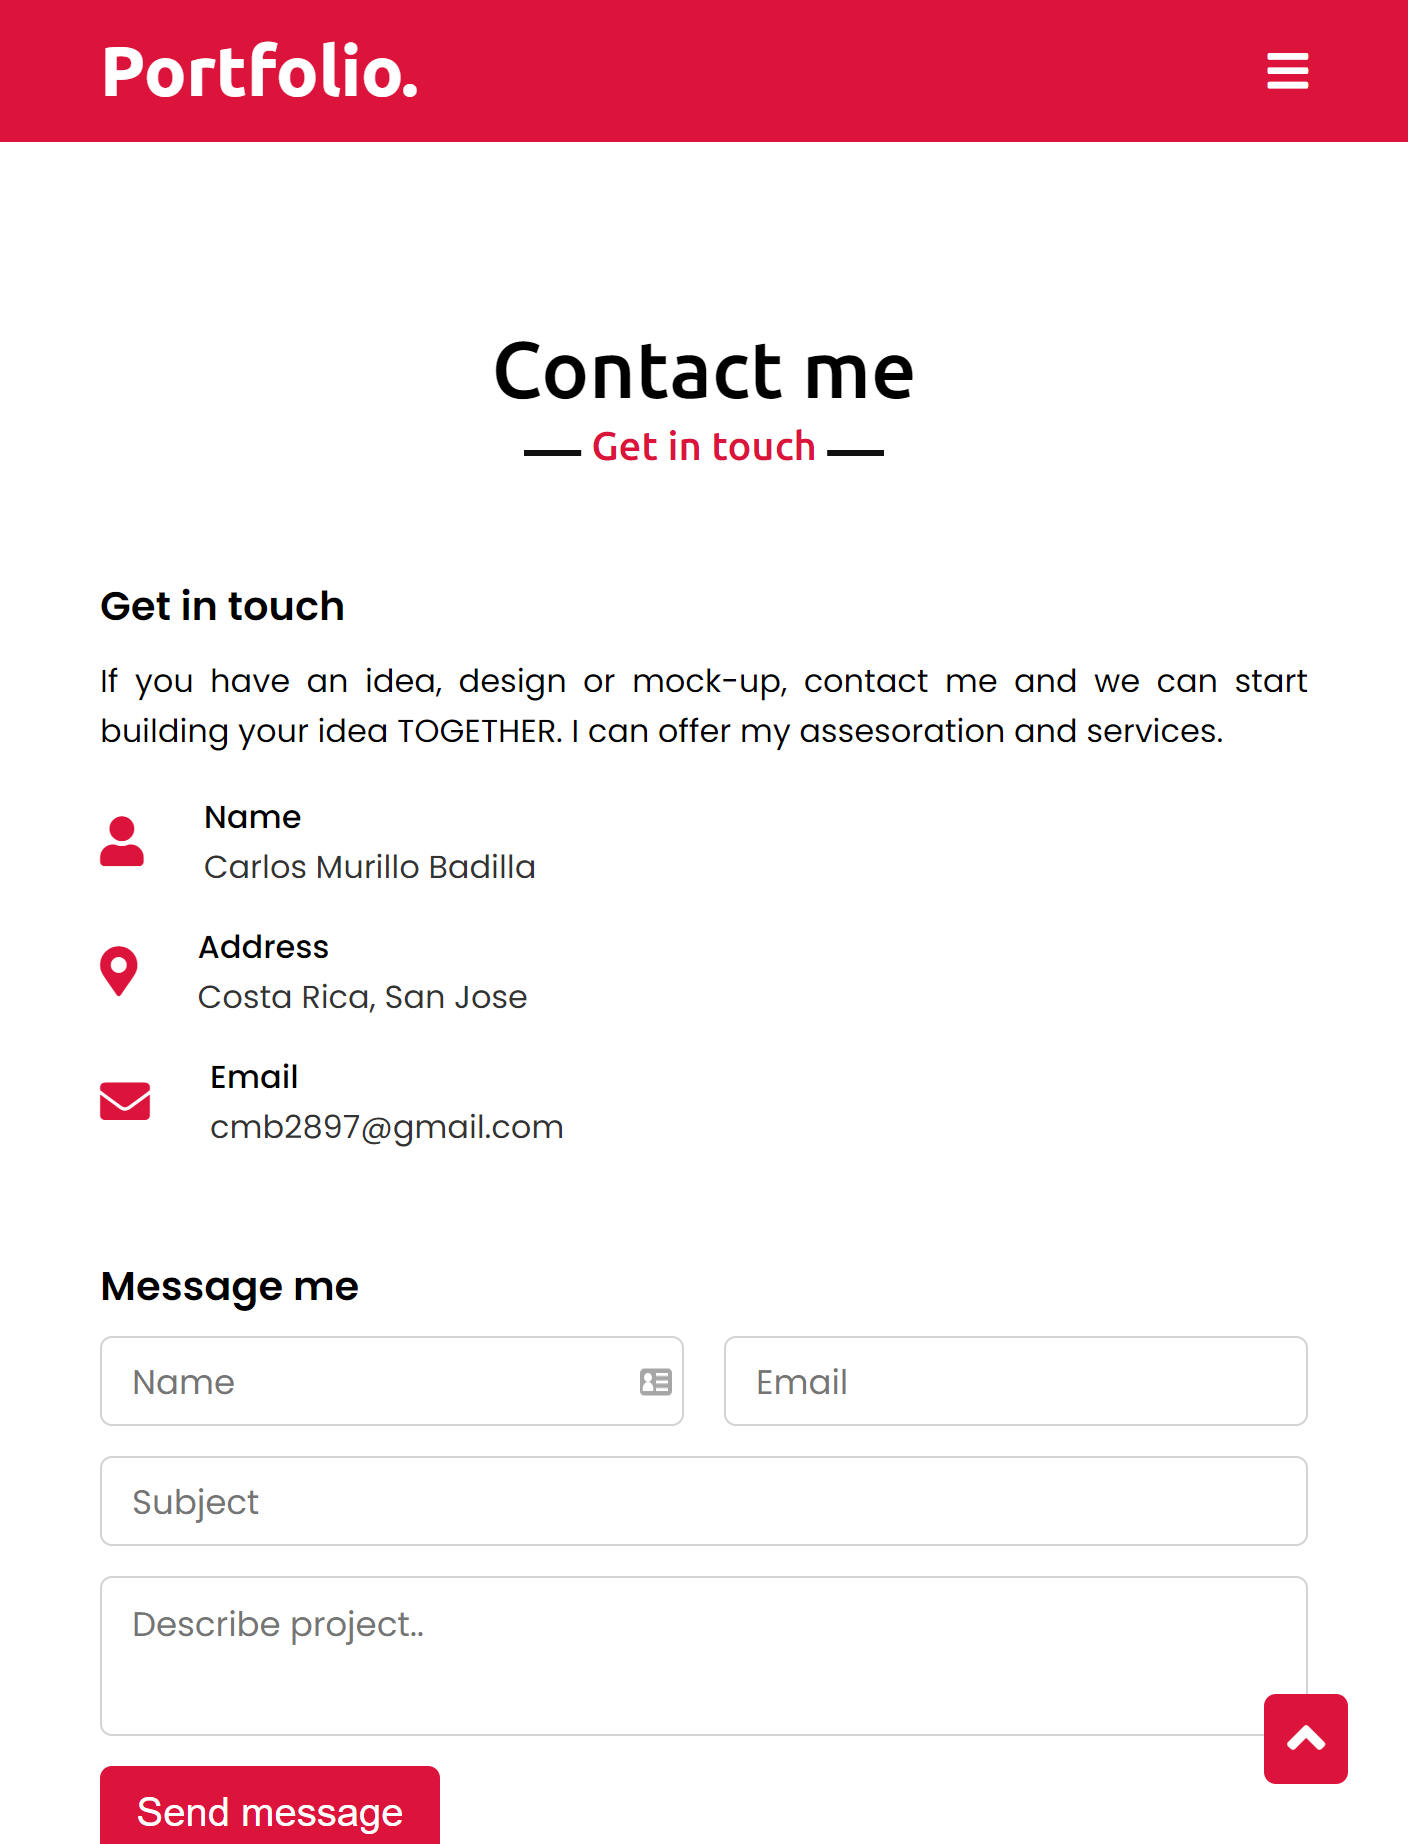 Portfolio.
Contact me
Get in touch
Get in touch
If you have an idea, design or mock-up, contact me and we can start
building your idea TOGETHER. I can offer my assesoration and services.
Name
Carlos Murillo Badilla
Address
Costa Rica, San Jose
Email
cmb2897@gmail.com
Message me
Name
Email
Subject
Describe project..
Send message